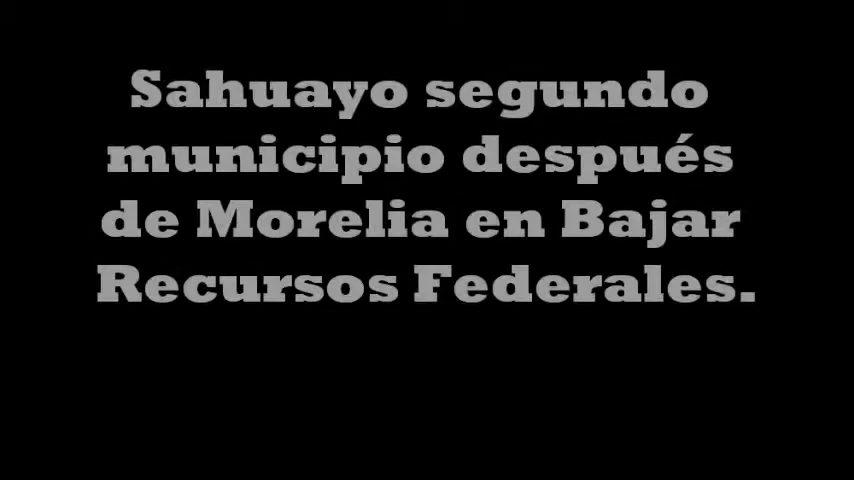 Sahuayo segundo
municipio después
de Morelia en Bajar
Recursos Federales.